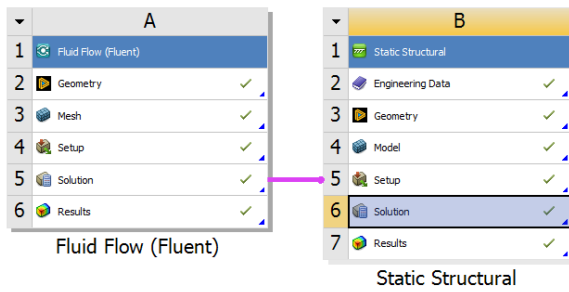 A
1 Fluid Flow (Fluent)
2 Geometry
3 Mesh
4 Setup
5 Solution
6 Results
Fluid Flow (Fluent)
B
1 Static Structural
2 Engineering Data
3 Geometry
4 Model
5 Setup
6 Solution
7 Results
Static Structural